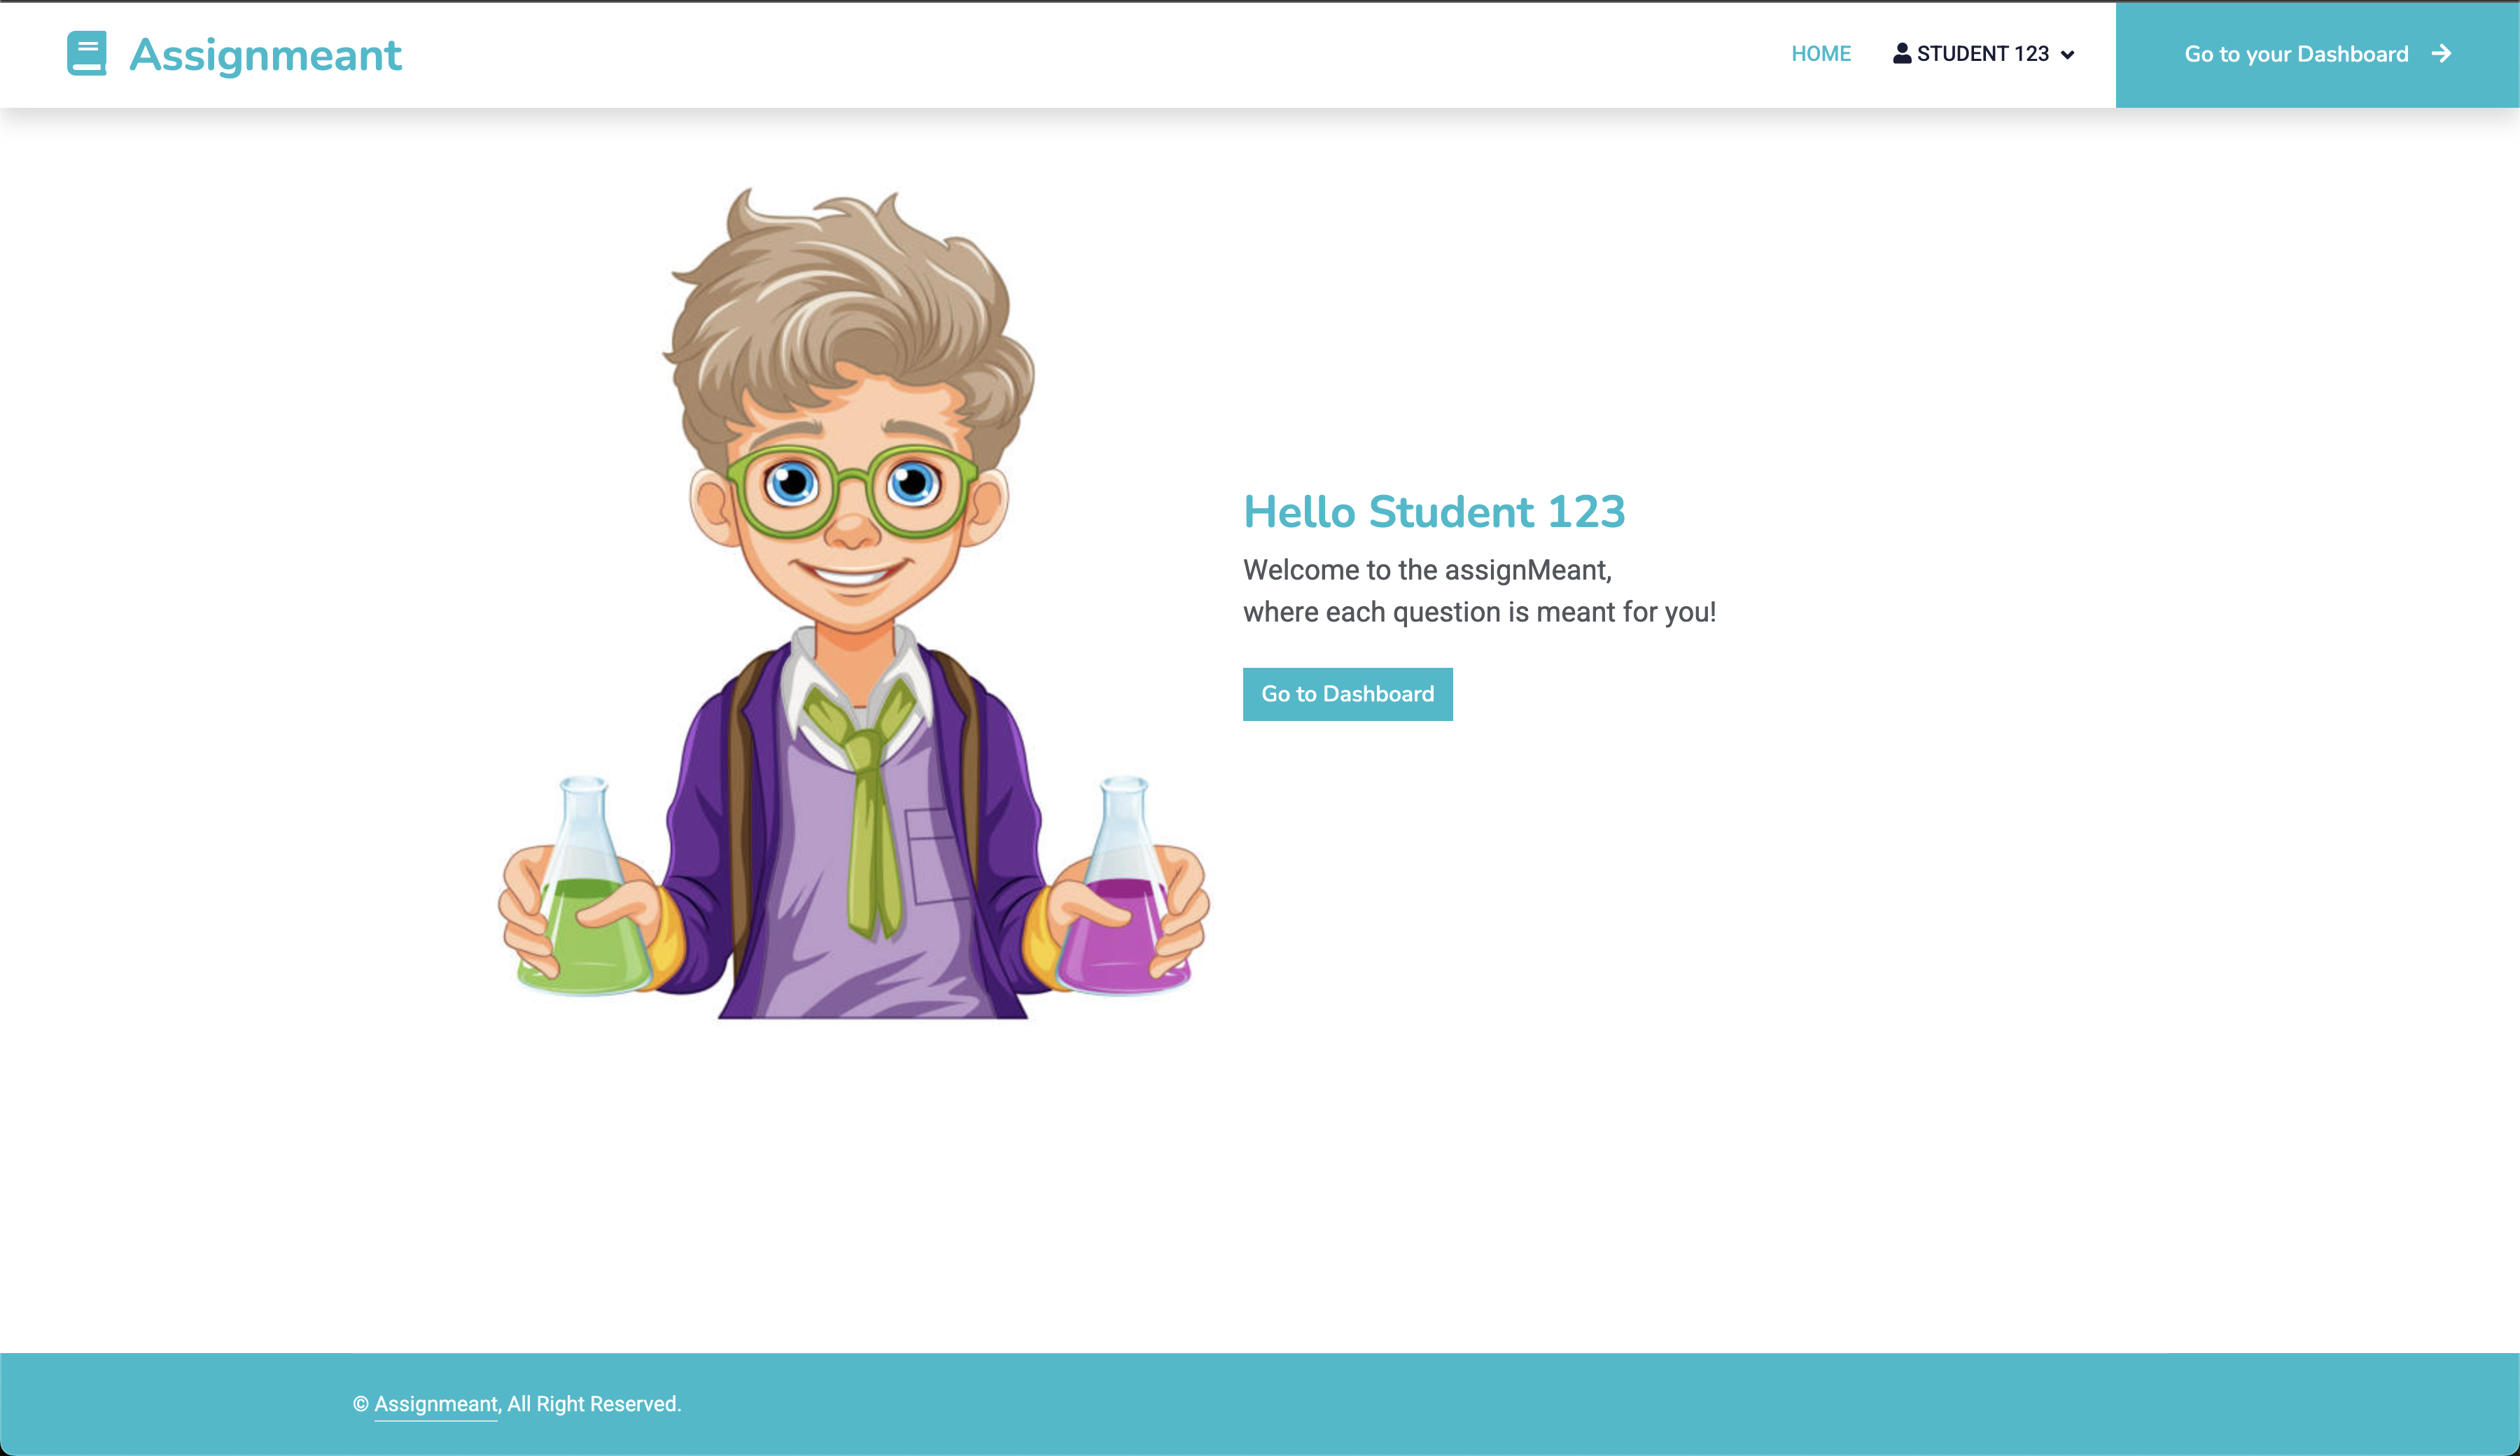 Assignmeant
HOME
STUDENT 123
Go to your Dashboard
Hello Student 123
Welcome to the assignMeant,
where each question is meant for you!
Go to Dashboard
© Assignmeant, All Right Reserved.